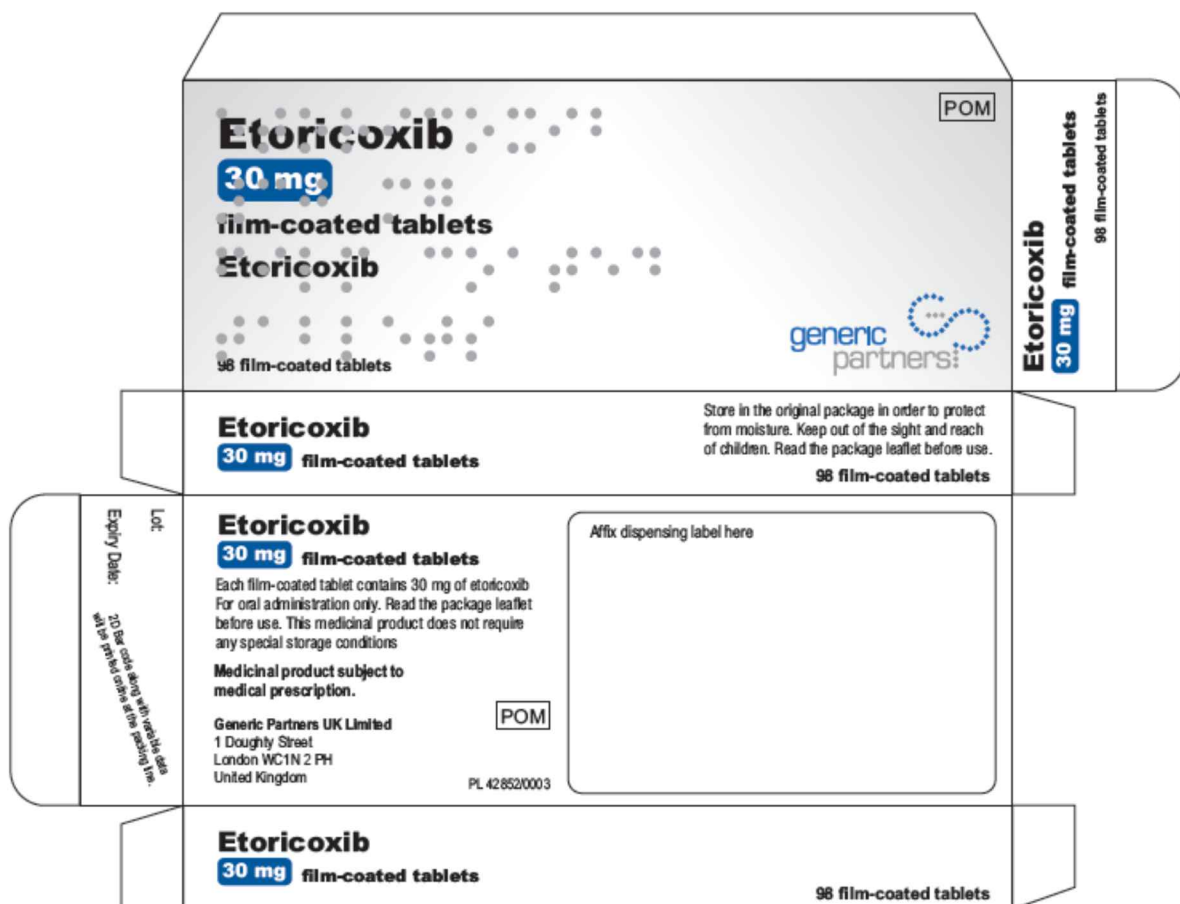 Etoricoxib
30 mg
film-coated tablets
Etoricoxib
98 film-coated tablets
POM
generic
partners
Etoricoxib
30 mg film-coated tablets
98 film-coated tablets
Etoricoxib
30 mg film-coated tablets
Store in the original package in order to protect
from moisture. Keep out of the sight and reach
of children. Read the package leaflet before use.
98 film-coated tablets
Lot:
Expiry Date:
2D Bar code along with variable data
will be printed online at the packing line.
Etoricoxib
30 mg film-coated tablets
Each film-coated tablet contains 30 mg of etoricoxib
For oral administration only. Read the package leaflet
before use. This medicinal product does not require
any special storage conditions
Medicinal product subject to
medical prescription.
POM
Generic Partners UK Limited
1 Doughty Street
London WC1N 2 PH
United Kingdom
PL 42852/0003
Affix dispensing label here
Etoricoxib
30 mg film-coated tablets
98 film-coated tablets